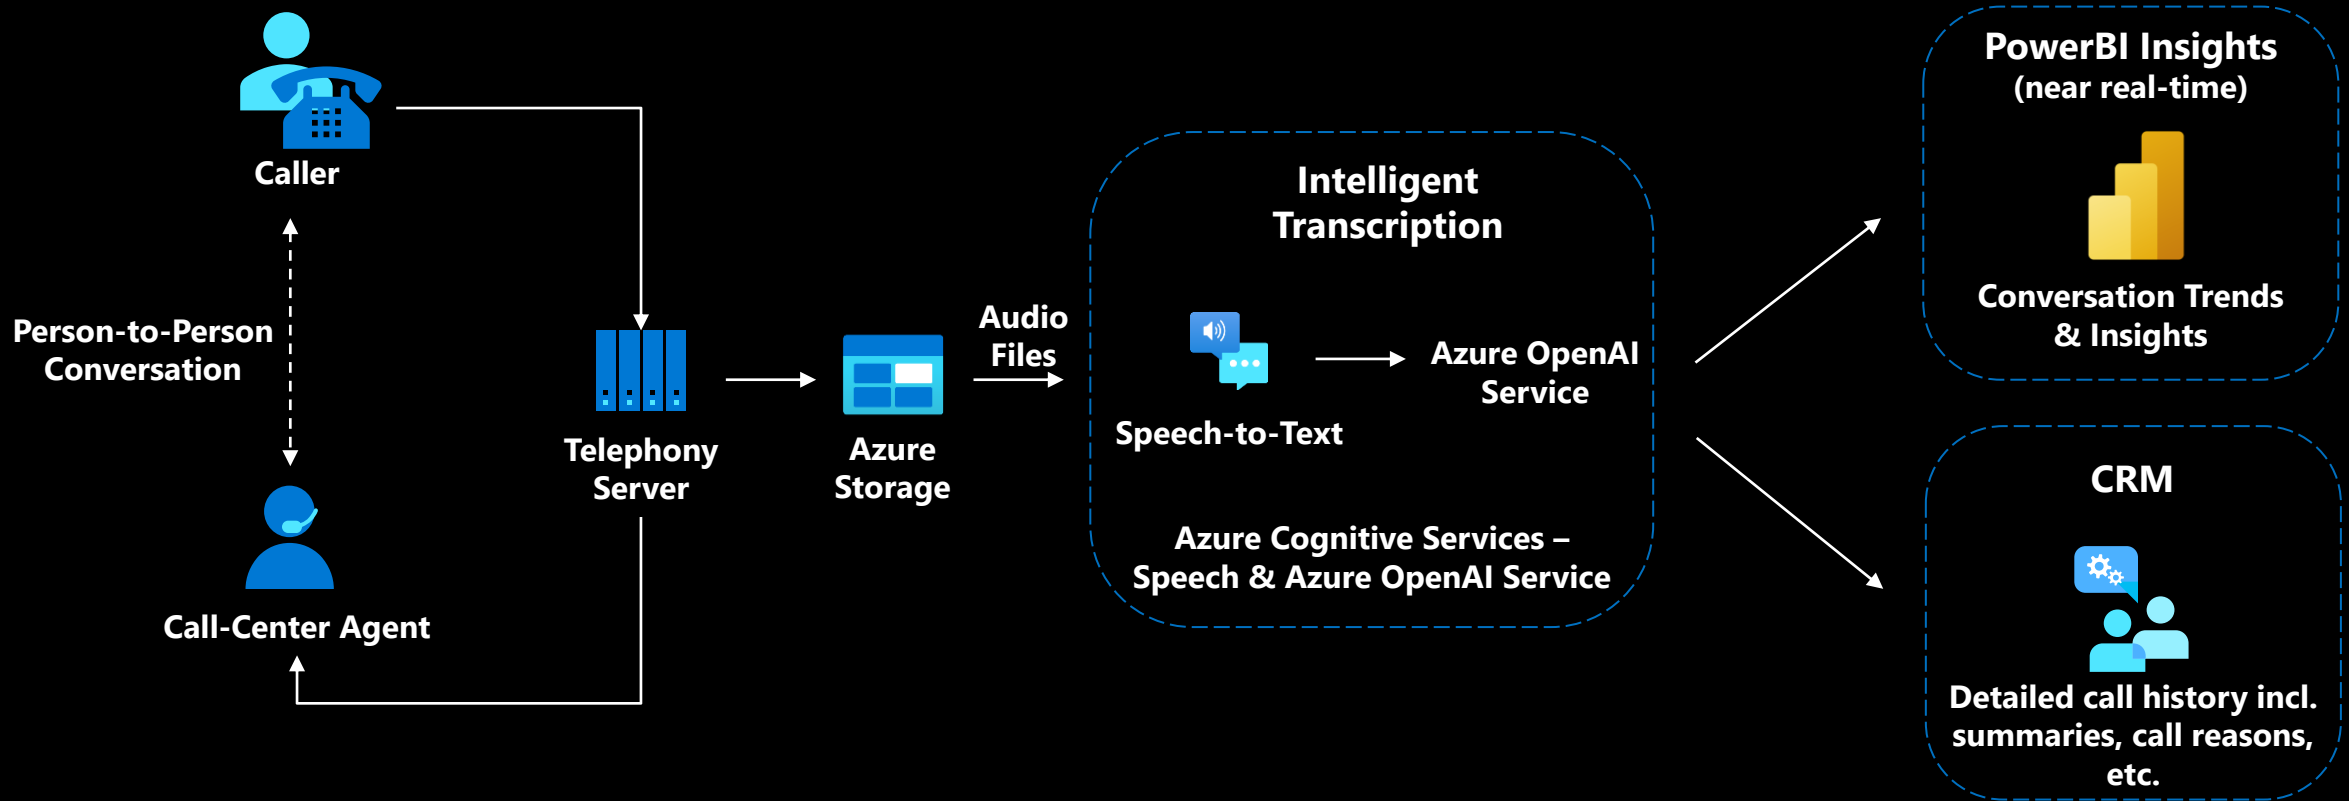 Caller
Person-to-Person
Conversation
Call-Center Agent
Telephony
Server
Azure
Storage
Audio
Files
Intelligent
Transcription
Speech-to-Text
Azure OpenAI
Service
Azure Cognitive Services –
Speech & Azure OpenAI Service
PowerBI Insights
(near real-time)
Conversation Trends
& Insights
CRM
Detailed call history incl.
summaries, call reasons,
etc.